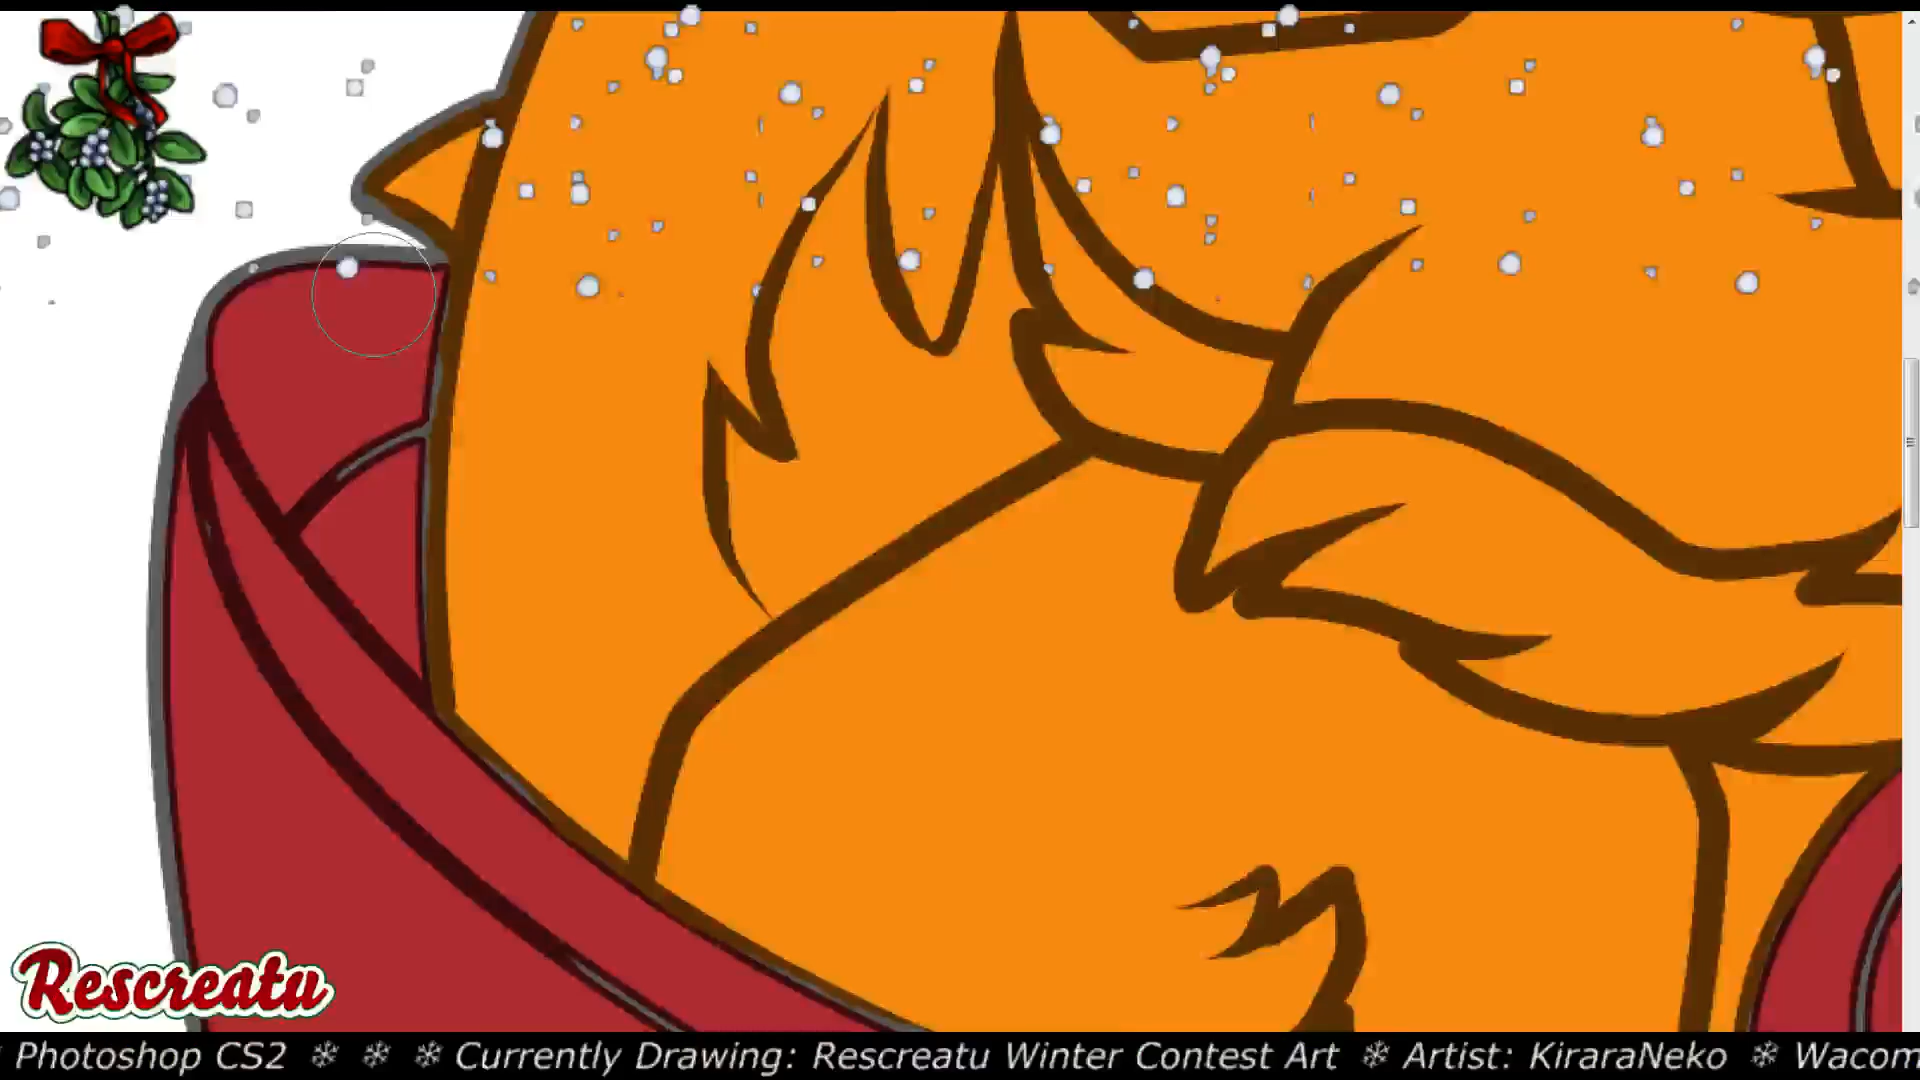 Rescreatu
Photoshop CS2 ❄ ❄ ❄ Currently Drawing: Rescreatu Winter Contest Art ❄ Artist: KiraraNeko ❄ Wacom